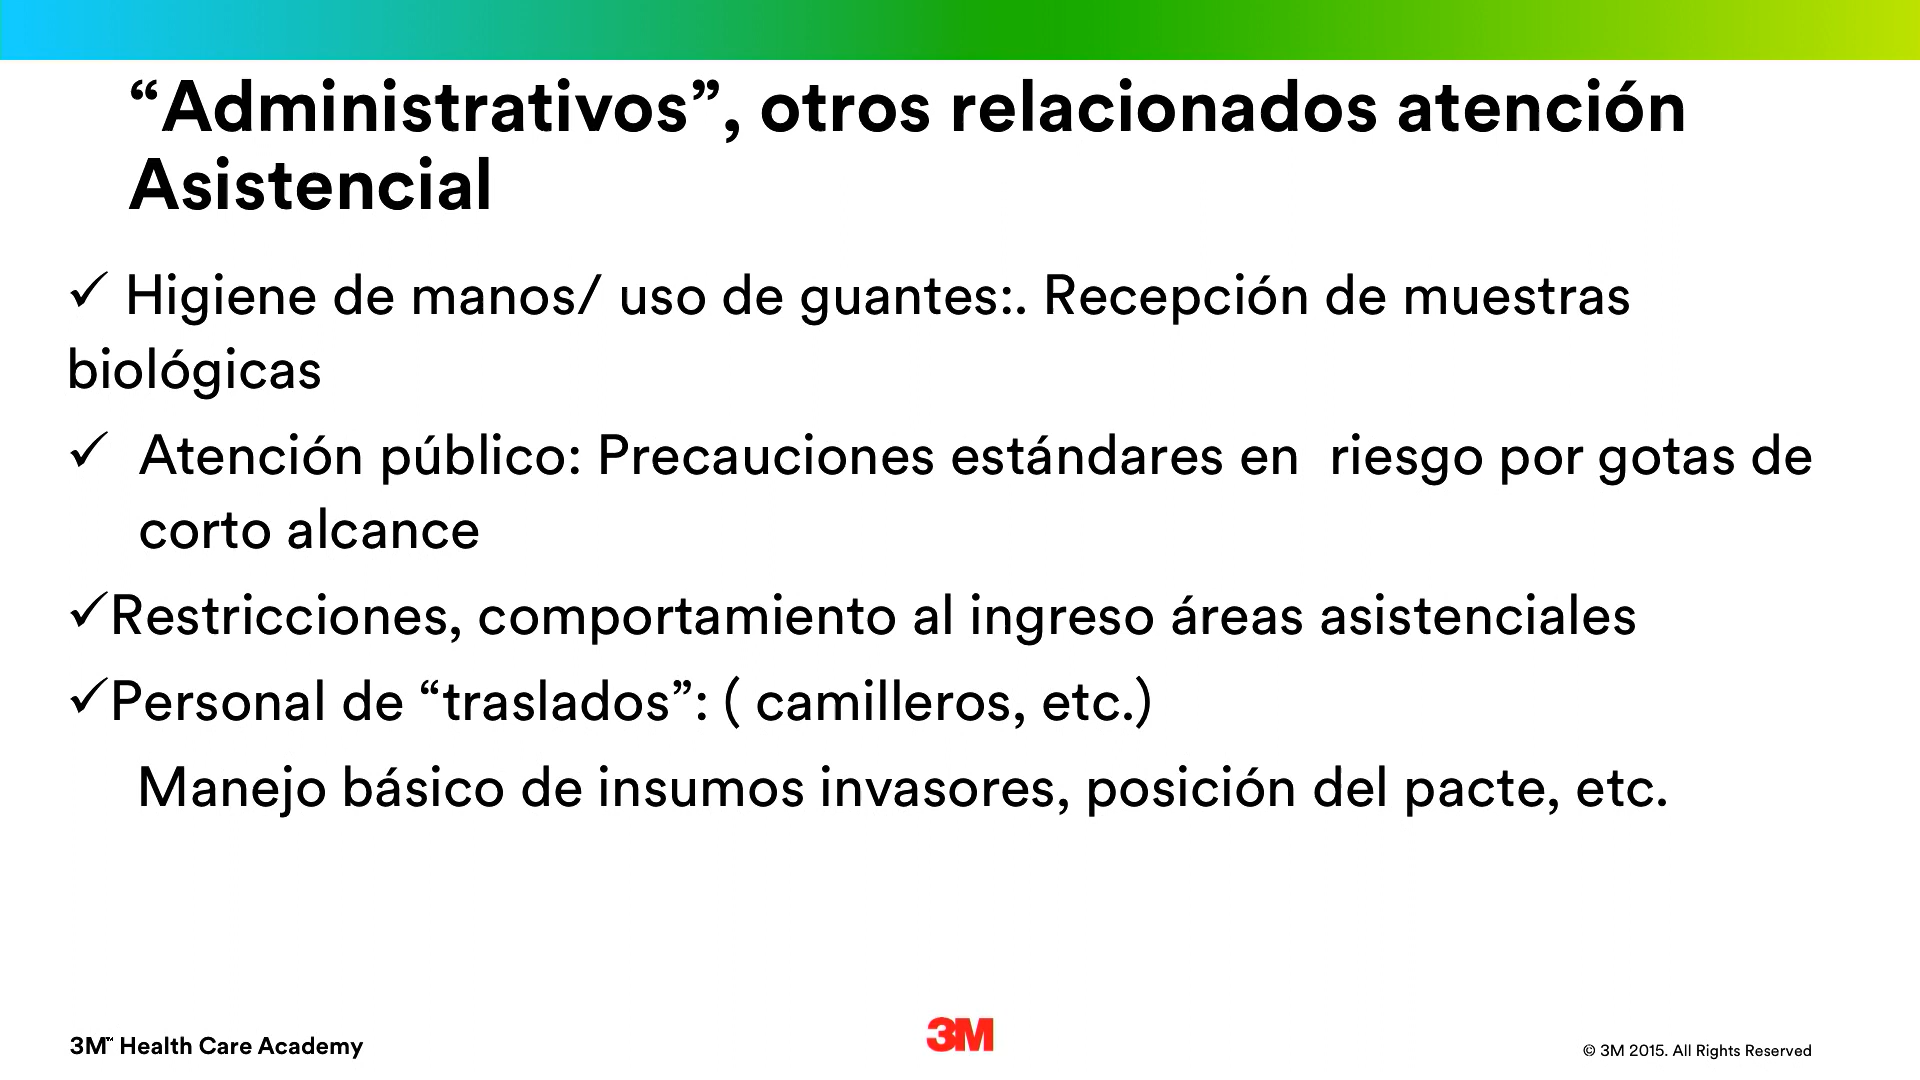 “Administrativos”, otros relacionados atención
Asistencial
✓ Higiene de manos/ uso de guantes:. Recepción de muestras
biológicas
✓ Atención público: Precauciones estándares en  riesgo por gotas de
corto alcance
✓Restricciones, comportamiento al ingreso áreas asistenciales
✓Personal de “traslados”: ( camilleros, etc.)
Manejo básico de insumos invasores, posición del pacte, etc.
3M™ Health Care Academy
3M
© 3M 2015. All Rights Reserved